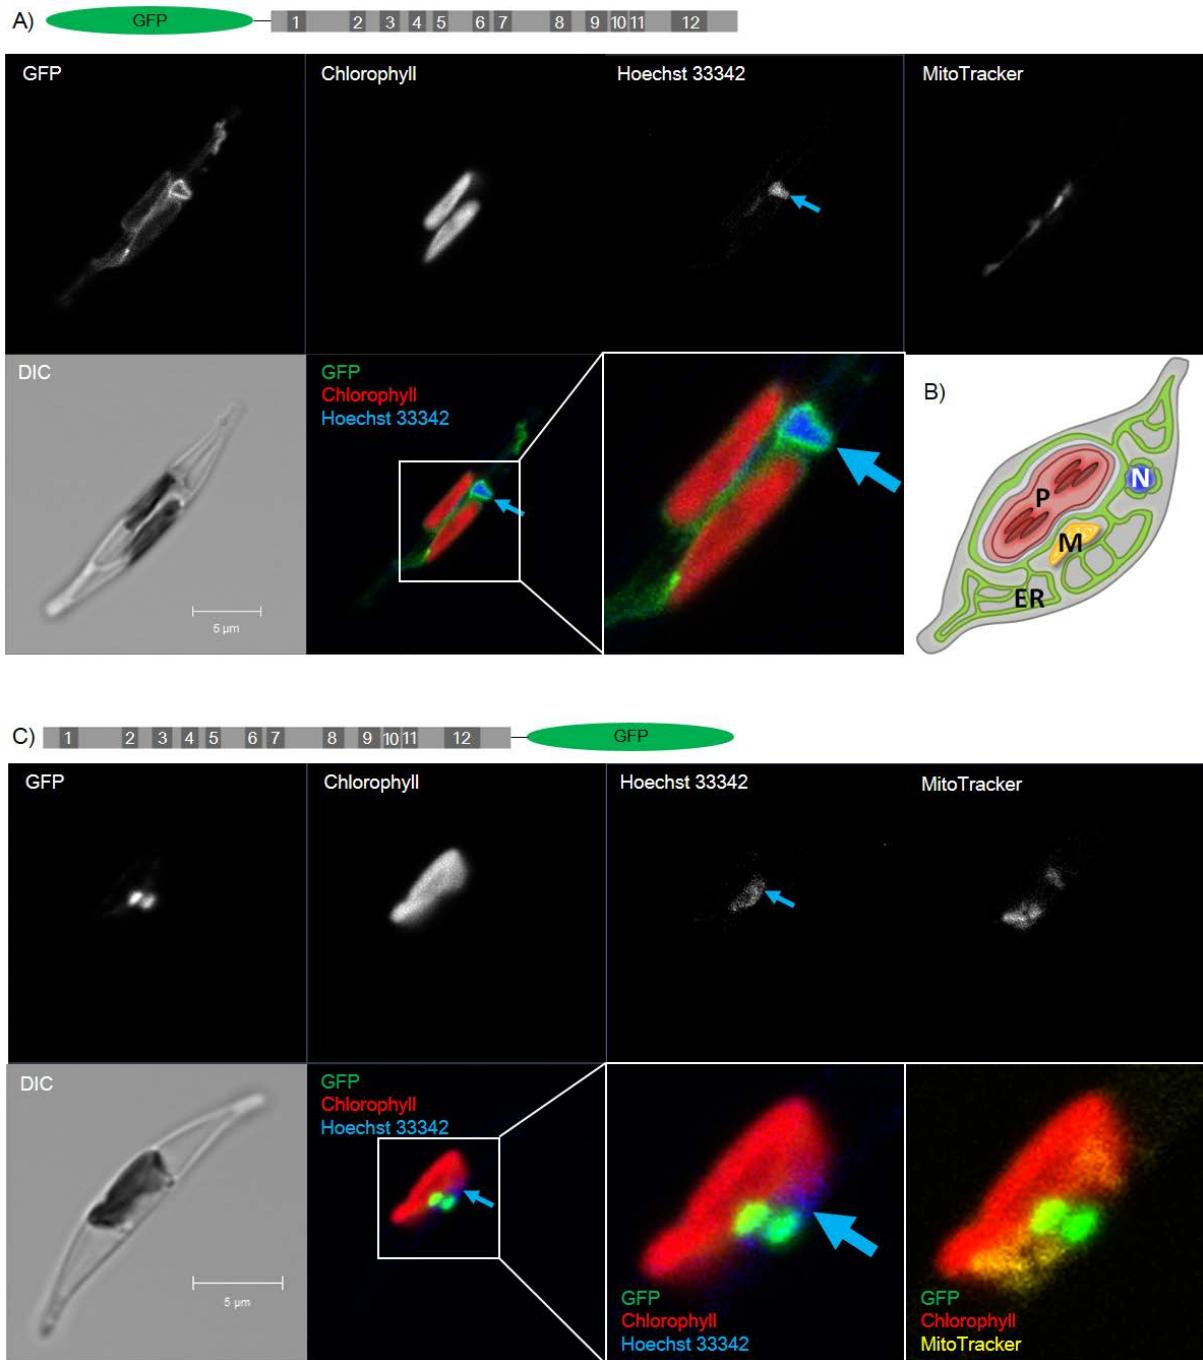 A) GFP 1 2 3 4 5 6 7 8 9 10 11 12
GFP Chlorophyll Hoechst 33342 MitoTracker
DIC
5 µm
GFP
Chlorophyll
Hoechst 33342
B)
P
N
M
ER
C) 1 2 3 4 5 6 7 8 9 10 11 12 GFP
GFP Chlorophyll Hoechst 33342 MitoTracker
DIC
5 µm
GFP
Chlorophyll
Hoechst 33342
GFP
Chlorophyll
Hoechst 33342
GFP
Chlorophyll
MitoTracker